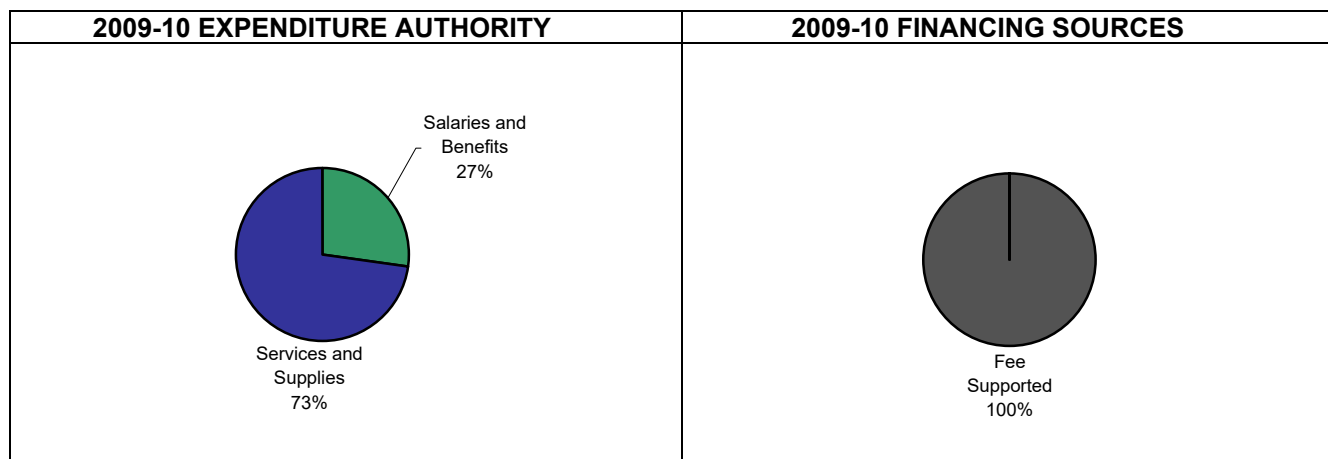 2009-10 EXPENDITURE AUTHORITY
Salaries and
Benefits
27%
Services and
Supplies
73%
2009-10 FINANCING SOURCES
Fee
Supported
100%